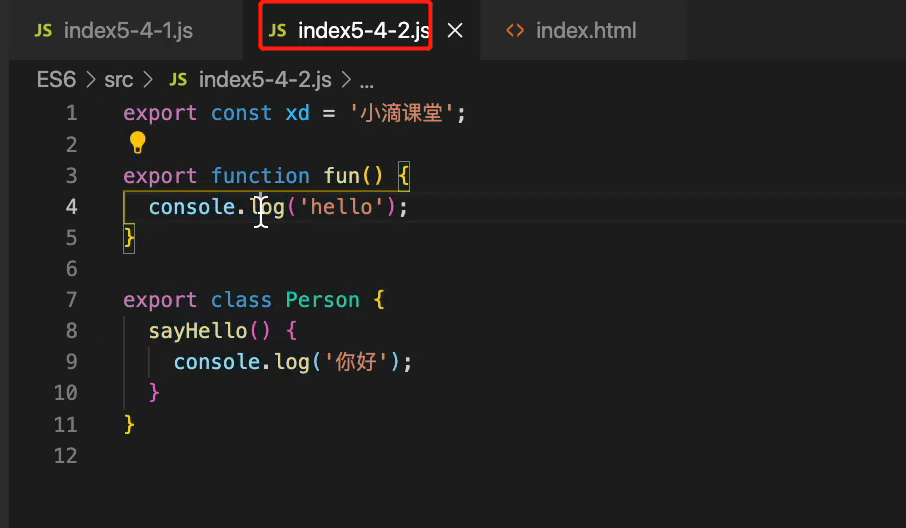 JS index5-4-1.js JS index5-4-2.js × <> index.html
ES6 > src > JS index5-4-2.js > ...
1 export const xd = '小滴课堂';
2
3 export function fun() {
4 console.log('hello');
5 }
6
7 export class Person {
8 sayHello() {
9 console.log('你好');
10 }
11 }
12